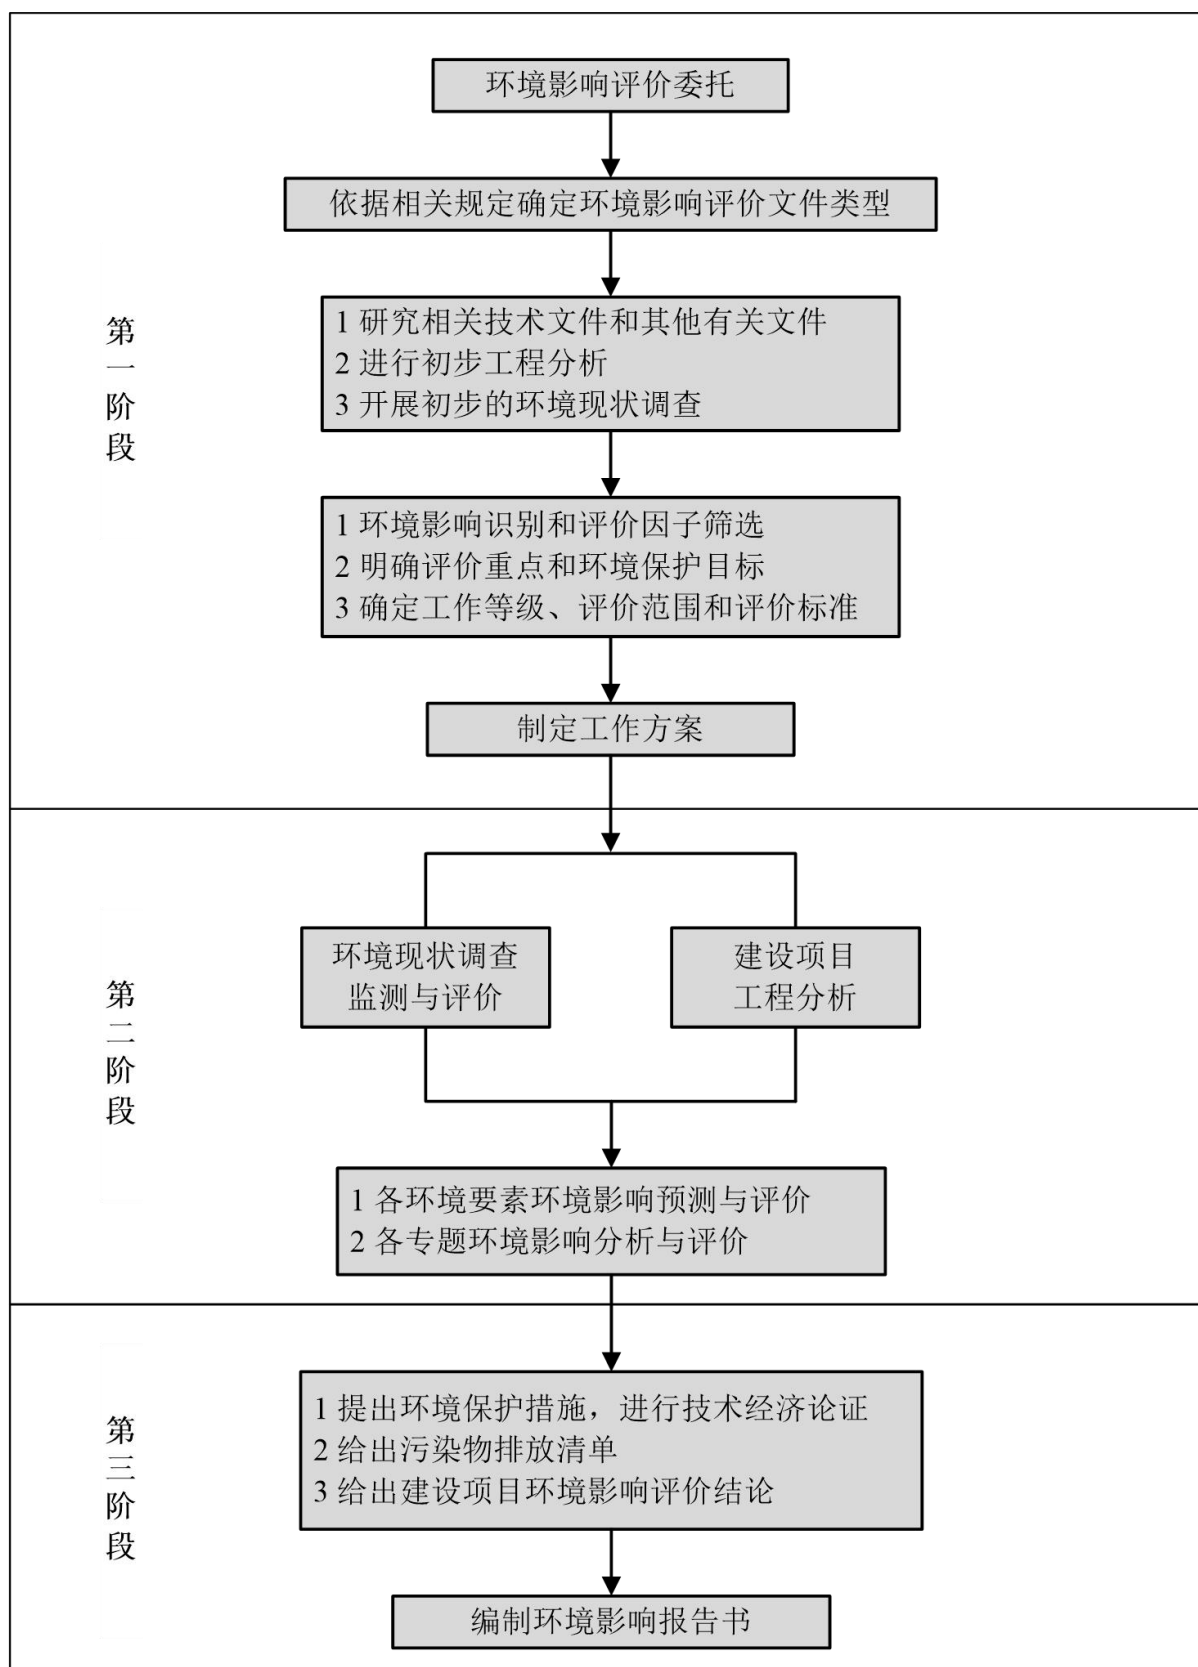 环境影响评价委托
依据相关规定确定环境影响评价文件类型
第一阶段
1 研究相关技术文件和其他有关文件
2 进行初步工程分析
3 开展初步的环境现状调查
1 环境影响识别和评价因子筛选
2 明确评价重点和环境保护目标
3 确定工作等级、评价范围和评价标准
制定工作方案
第二阶段
环境现状调查
监测与评价
建设项目
工程分析
1 各环境要素环境影响预测与评价
2 各专题环境影响分析与评价
第三阶段
1 提出环境保护措施，进行技术经济论证
2 给出污染物排放清单
3 给出建设项目环境影响评价结论
编制环境影响报告书